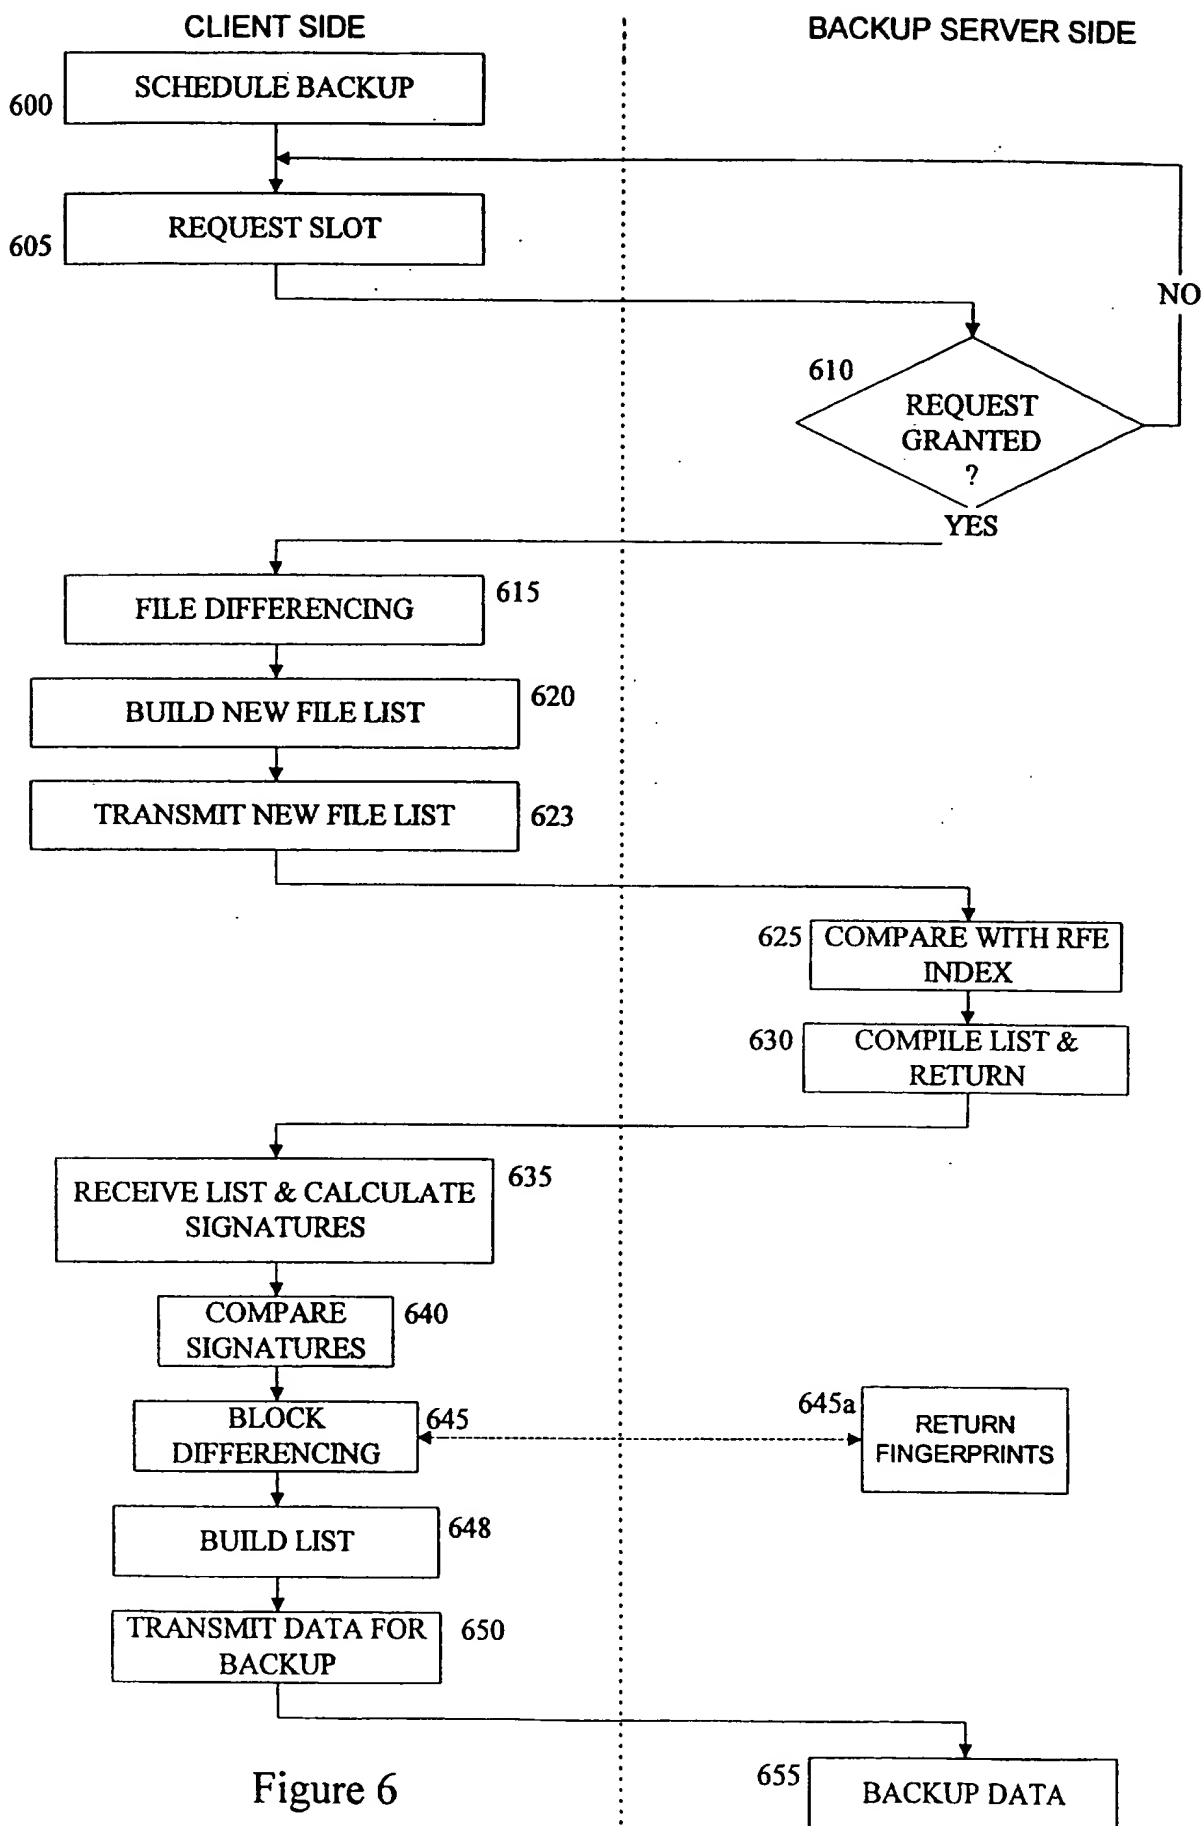 CLIENT SIDE
BACKUP SERVER SIDE
SCHEDULE BACKUP
600
REQUEST SLOT
605
NO
610
REQUEST
GRANTED
?
YES
FILE DIFFERENCING
615
BUILD NEW FILE LIST
620
TRANSMIT NEW FILE LIST
623
625
COMPARE WITH RFE
INDEX
630
COMPILE LIST &
RETURN
RECEIVE LIST & CALCULATE
SIGNATURES
635
COMPARE
SIGNATURES
640
BLOCK
DIFFERENCING
645
645a
RETURN
FINGERPRINTS
BUILD LIST
648
TRANSMIT DATA FOR
BACKUP
650
655
BACKUP DATA
Figure 6